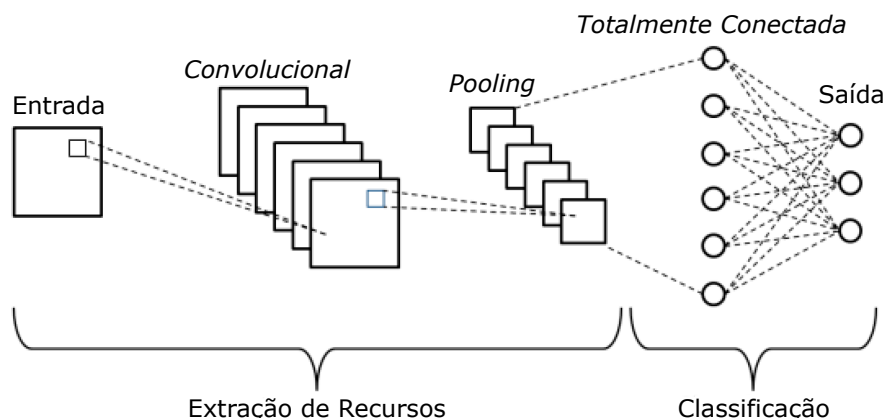 Totalmente Conectada
Convolucional
Pooling
Entrada
Saída
Extração de Recursos
Classificação